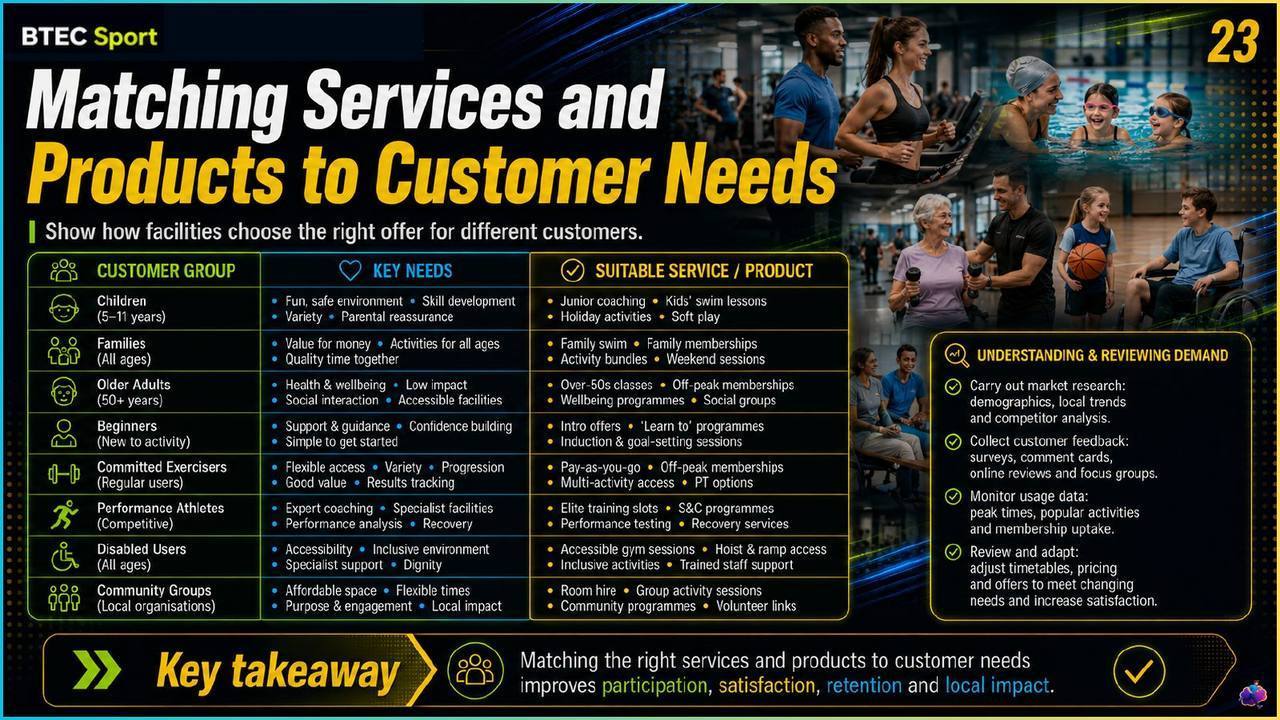 BTEC Sport
23
Matching Services and
Products to Customer Needs
Show how facilities choose the right offer for different customers.
CUSTOMER GROUP
KEY NEEDS
SUITABLE SERVICE / PRODUCT
Children
(5–11 years)
• Fun, safe environment • Skill development
• Variety • Parental reassurance
• Junior coaching • Kids' swim lessons
• Holiday activities • Soft play
Families
(All ages)
• Value for money • Activities for all ages
• Quality time together
• Family swim • Family memberships
• Activity bundles • Weekend sessions
Older Adults
(50+ years)
• Health & wellbeing • Low impact
• Social interaction • Accessible facilities
• Over-50s classes • Off-peak memberships
• Wellbeing programmes • Social groups
Beginners
(New to activity)
• Support & guidance • Confidence building
• Simple to get started
• Intro offers • 'Learn to' programmes
• Induction & goal-setting sessions
Committed Exercisers
(Regular users)
• Flexible access • Variety • Progression
• Good value • Results tracking
• Pay-as-you-go • Off-peak memberships
• Multi-activity access • PT options
Performance Athletes
(Competitive)
• Expert coaching • Specialist facilities
• Performance analysis • Recovery
• Elite training slots • S&C programmes
• Performance testing • Recovery services
Disabled Users
(All ages)
• Accessibility • Inclusive environment
• Specialist support • Dignity
• Accessible gym sessions • Hoist & ramp access
• Inclusive activities • Trained staff support
Community Groups
(Local organisations)
• Affordable space • Flexible times
• Purpose & engagement • Local impact
• Room hire • Group activity sessions
• Community programmes • Volunteer links
UNDERSTANDING & REVIEWING DEMAND
Carry out market research:
demographics, local trends
and competitor analysis.
Collect customer feedback:
surveys, comment cards,
online reviews and focus groups.
Monitor usage data:
peak times, popular activities
and membership uptake.
Review and adapt:
adjust timetables, pricing
and offers to meet changing
needs and increase satisfaction.
Key takeaway
Matching the right services and products to customer needs
improves participation, satisfaction, retention and local impact.